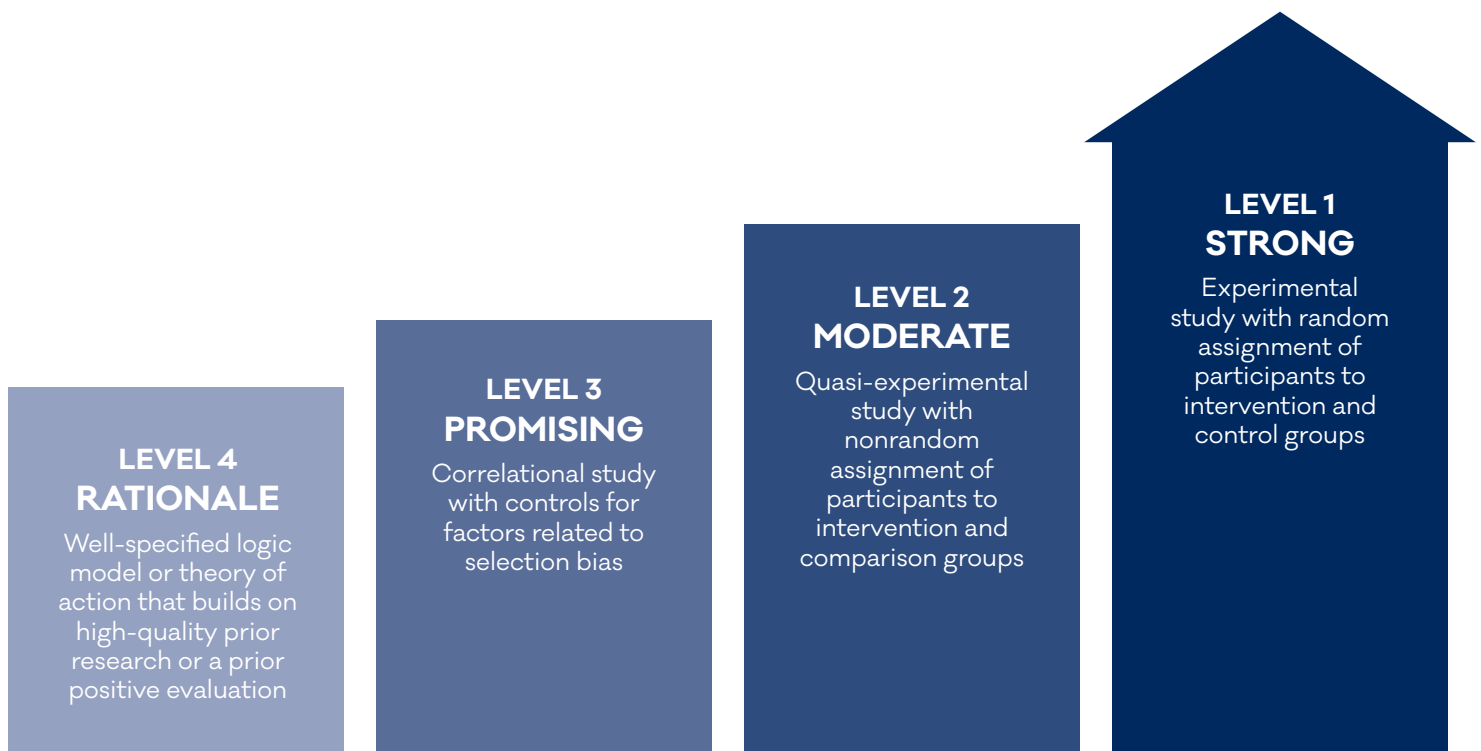 LEVEL 4
RATIONALE
Well-specified logic
model or theory of
action that builds on
high-quality prior
research or a prior
positive evaluation
LEVEL 3
PROMISING
Correlational study
with controls for
factors related to
selection bias
LEVEL 2
MODERATE
Quasi-experimental
study with
nonrandom
assignment of
participants to
intervention and
comparison groups
LEVEL 1
STRONG
Experimental
study with random
assignment of
participants to
intervention and
control groups